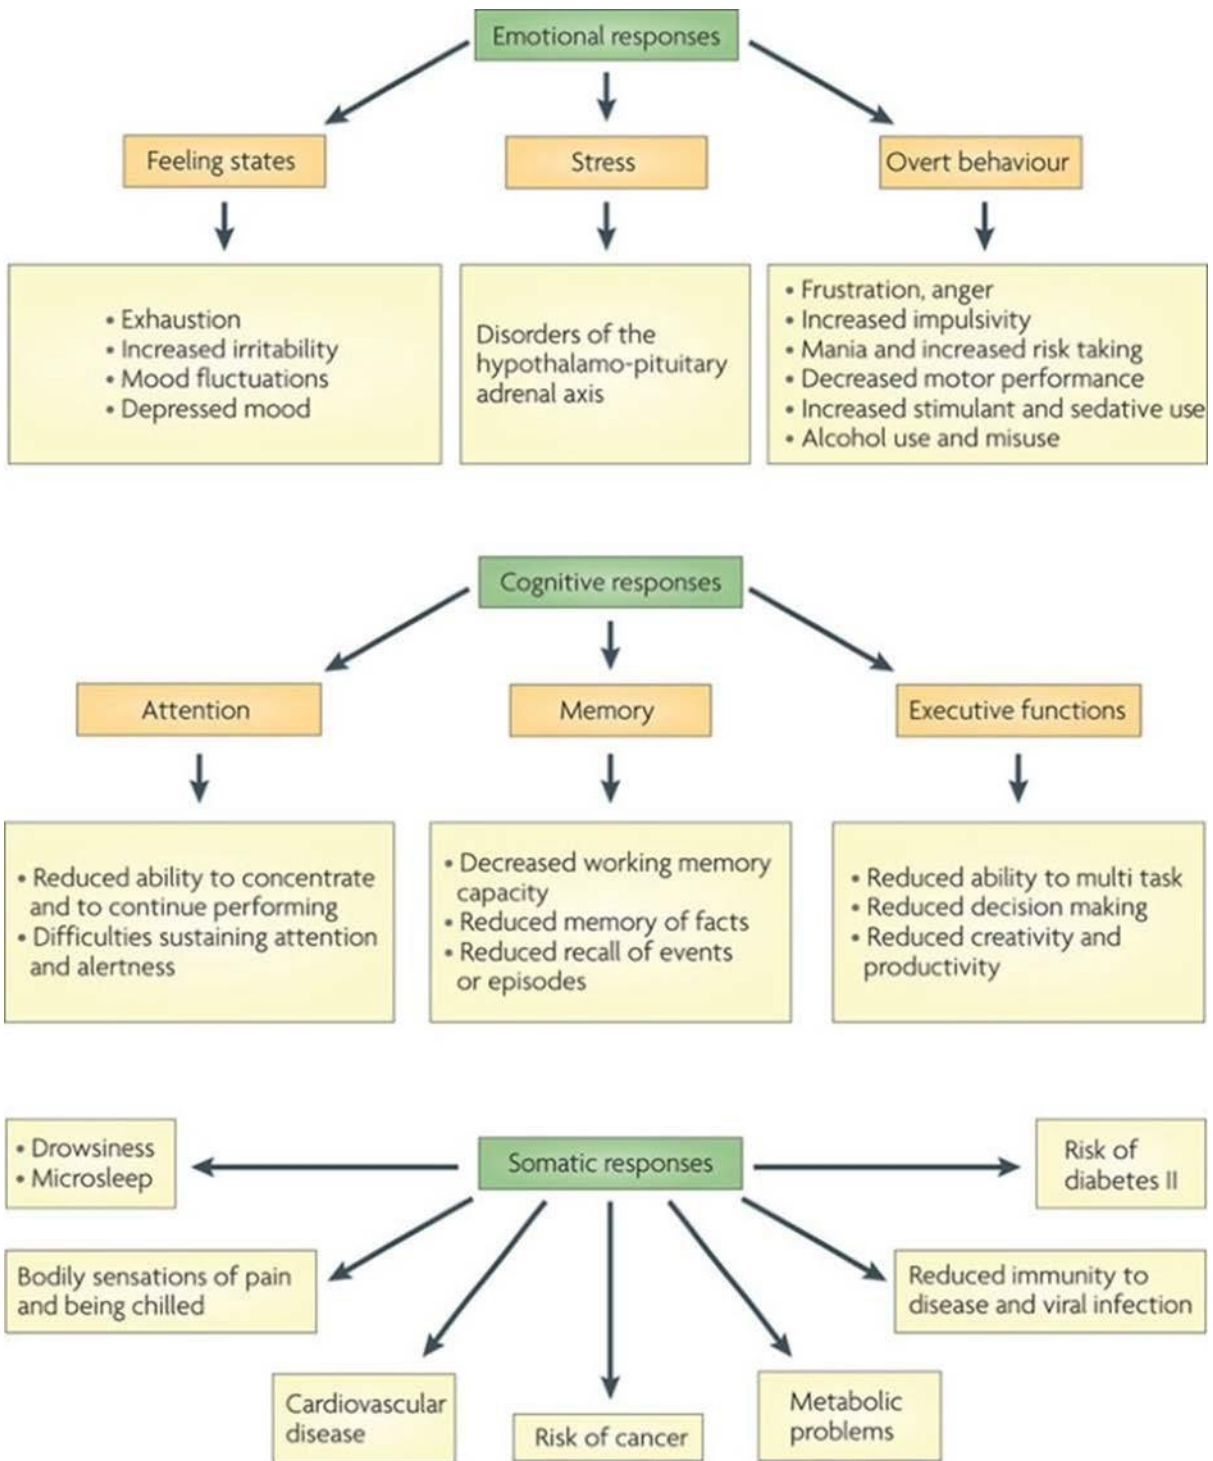 Emotional responses
Feeling states
Stress
Overt behaviour
• Exhaustion
• Increased irritability
• Mood fluctuations
• Depressed mood
Disorders of the
hypothalamo-pituitary
adrenal axis
• Frustration, anger
• Increased impulsivity
• Mania and increased risk taking
• Decreased motor performance
• Increased stimulant and sedative use
• Alcohol use and misuse
Cognitive responses
Attention
Memory
Executive functions
• Reduced ability to concentrate
and to continue performing
• Difficulties sustaining attention
and alertness
• Decreased working memory
capacity
• Reduced memory of facts
• Reduced recall of events
or episodes
• Reduced ability to multi task
• Reduced decision making
• Reduced creativity and
productivity
Somatic responses
• Drowsiness
• Microsleep
Bodily sensations of pain
and being chilled
Cardiovascular
disease
Risk of cancer
Metabolic
problems
Reduced immunity to
disease and viral infection
Risk of
diabetes II